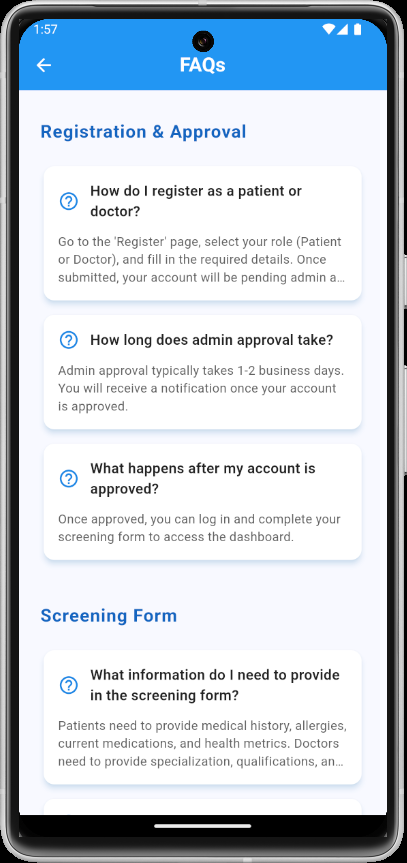 1:57
FAQs
Registration & Approval
How do I register as a patient or
doctor?
Go to the 'Register' page, select your role (Patient
or Doctor), and fill in the required details. Once
submitted, your account will be pending admin a…
How long does admin approval take?
Admin approval typically takes 1-2 business days.
You will receive a notification once your account
is approved.
What happens after my account is
approved?
Once approved, you can log in and complete your
screening form to access the dashboard.
Screening Form
What information do I need to provide
in the screening form?
Patients need to provide medical history, allergies,
current medications, and health metrics. Doctors
need to provide specialization, qualifications, an…